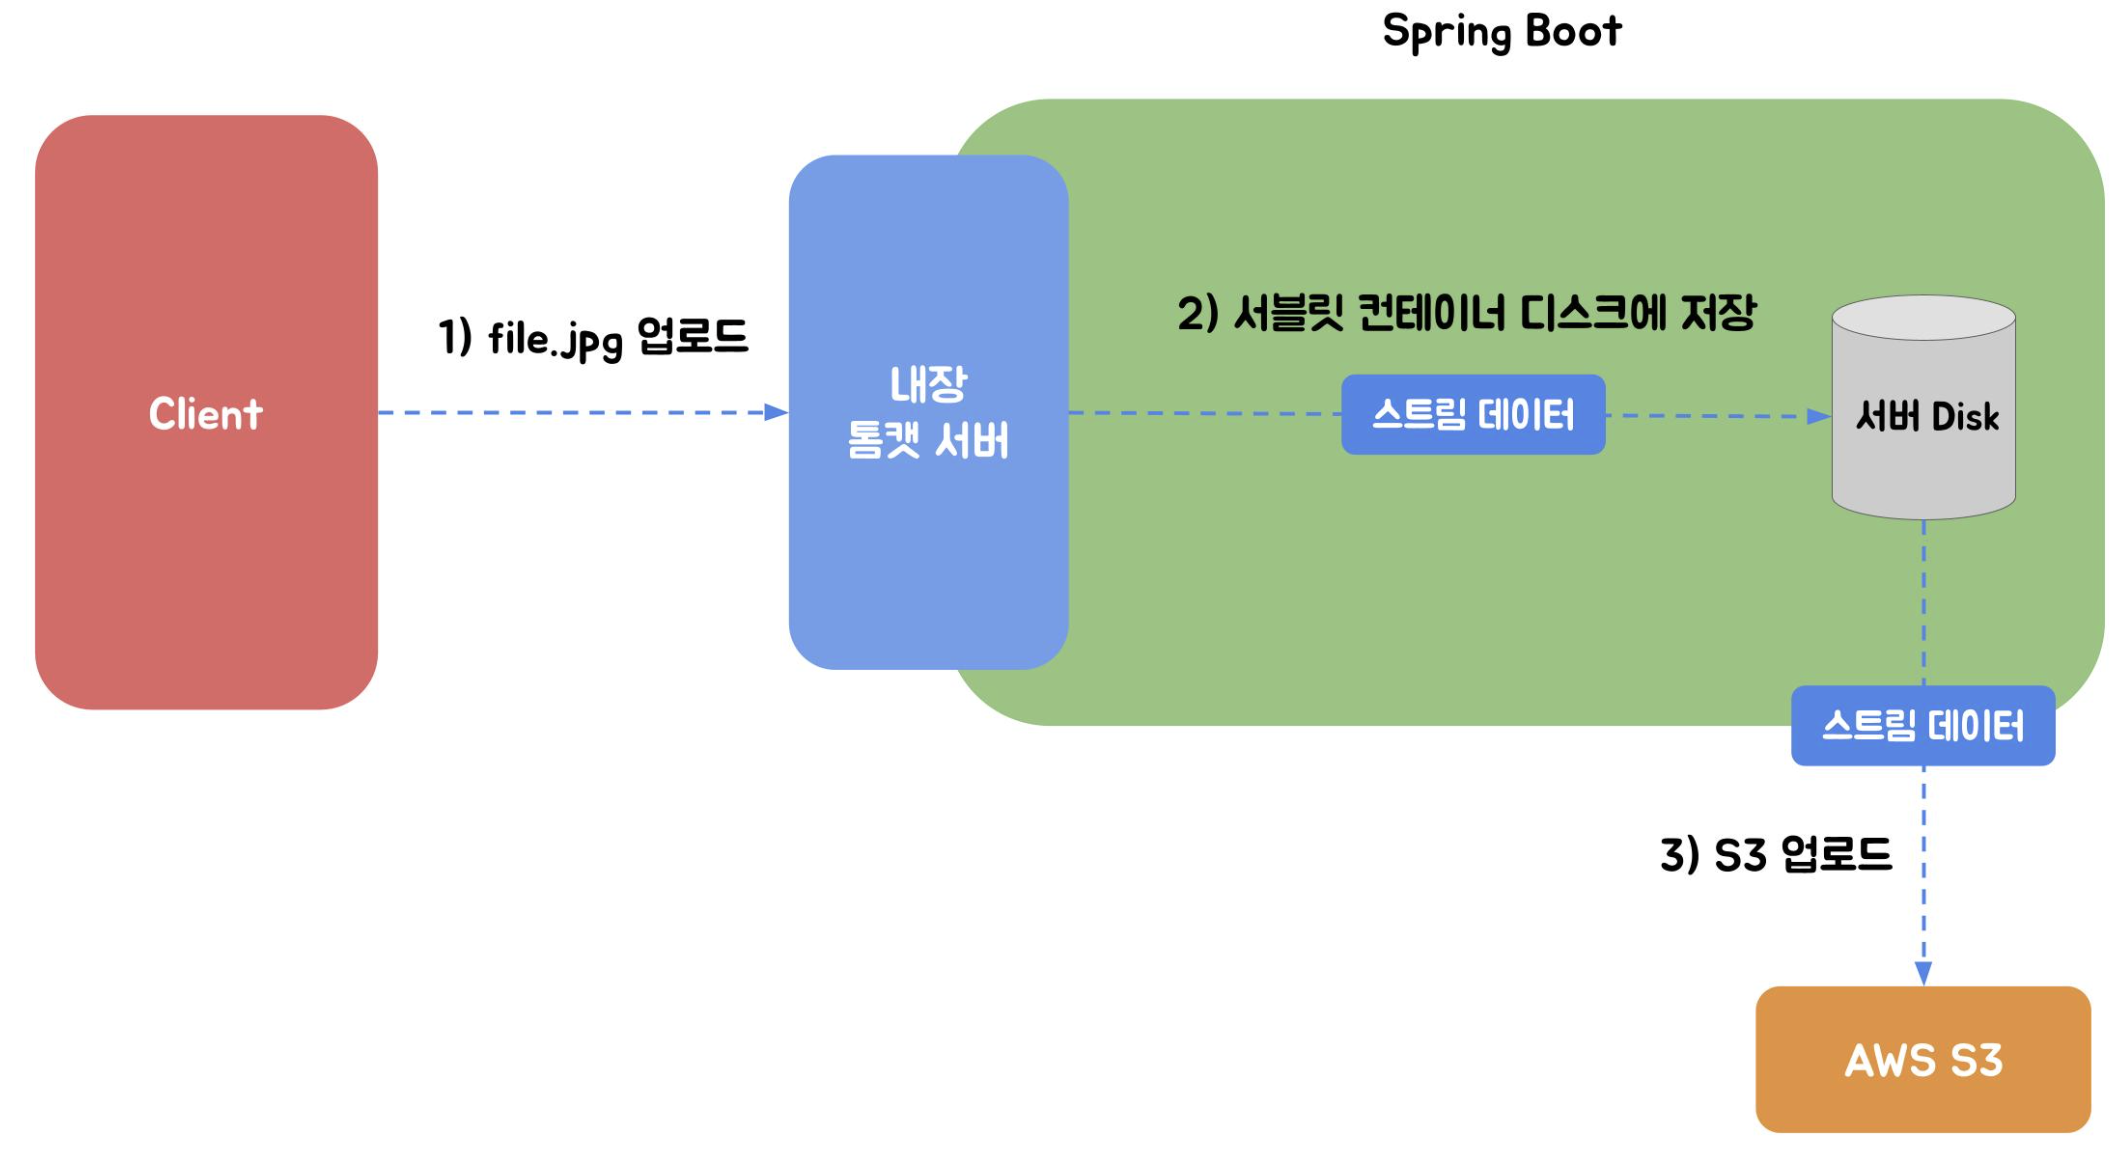 Spring Boot
Client
1) file.jpg 업로드
내장
톰캣 서버
2) 서블릿 컨테이너 디스크에 저장
스트림 데이터
서버 Disk
스트림 데이터
3) S3 업로드
AWS S3